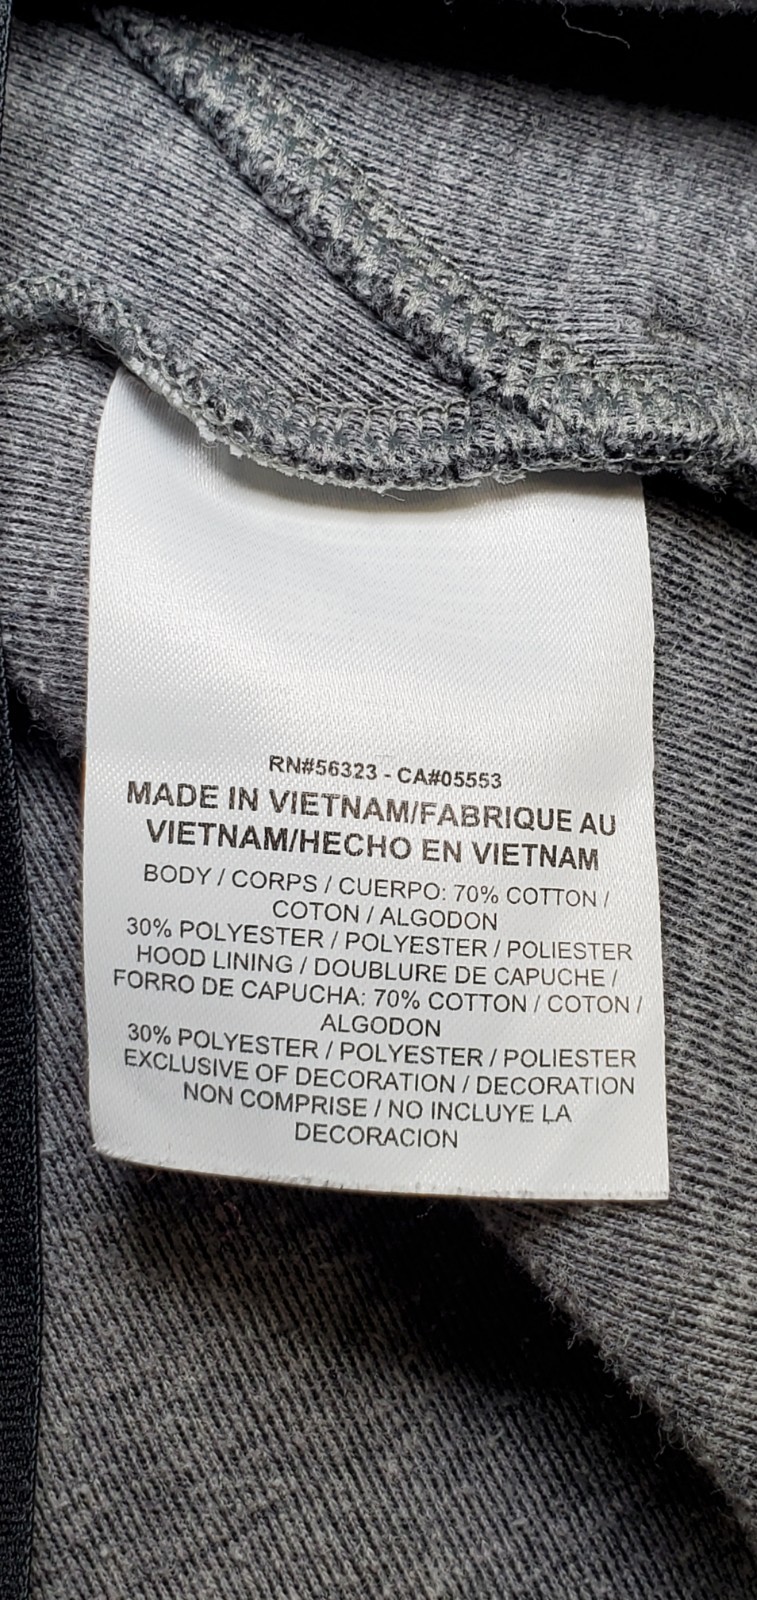 RN#56323 - CA#05553
MADE IN VIETNAM/FABRIQUE AU
VIETNAM/HECHO EN VIETNAM
BODY / CORPS / CUERPO: 70% COTTON /
COTON / ALGODON
30% POLYESTER / POLYESTER / POLIESTER
HOOD LINING / DOUBLURE DE CAPUCHE /
FORRO DE CAPUCHA: 70% COTTON / COTON /
ALGODON
30% POLYESTER / POLYESTER / POLIESTER
EXCLUSIVE OF DECORATION / DECORATION
NON COMPRISE / NO INCLUYE LA
DECORACION